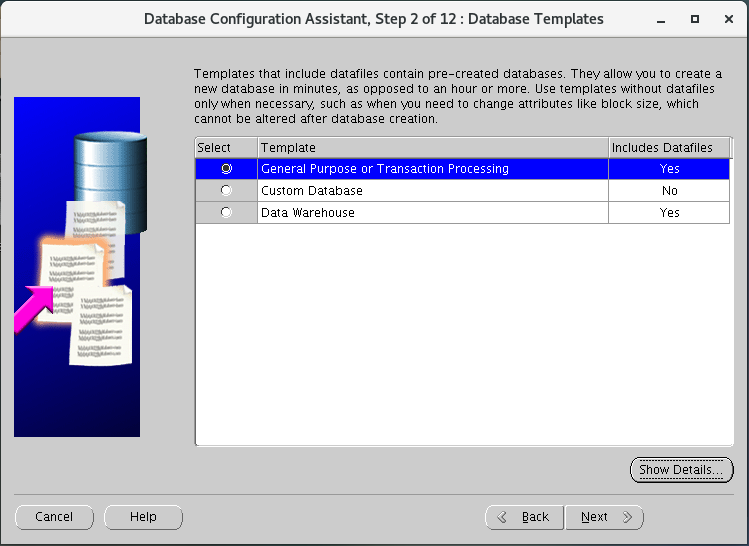 Database Configuration Assistant, Step 2 of 12 : Database Templates
Templates that include datafiles contain pre-created databases. They allow you to create a
new database in minutes, as opposed to an hour or more. Use templates without datafiles
only when necessary, such as when you need to change attributes like block size, which
cannot be altered after database creation.
Select Template Includes Datafiles
General Purpose or Transaction Processing Yes
Custom Database No
Data Warehouse Yes
Show Details...
Cancel Help Back Next